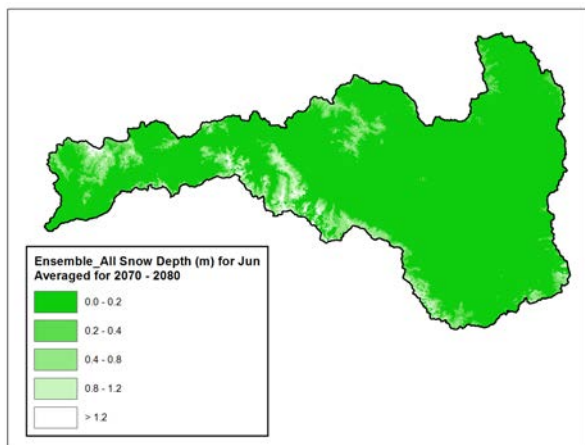 Ensemble_All Snow Depth (m) for Jun
Averaged for 2070 - 2080
0.0 - 0.2
0.2 - 0.4
0.4 - 0.8
0.8 - 1.2
> 1.2